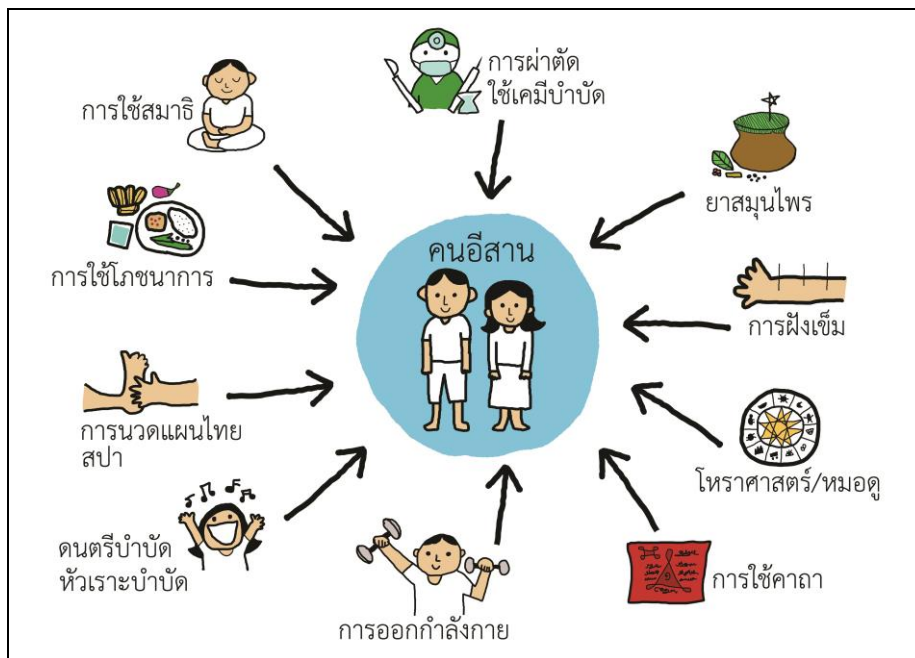 การใช้สมาธิ
การผ่าตัด
ใช้เคมีบำบัด
ยาสมุนไพร
การใช้โภชนาการ
คนอีสาน
การฝังเข็ม
การนวดแผนไทย
สปา
โหราศาสตร์/หมอดู
ดนตรีบำบัด
หัวเราะบำบัด
การออกกำลังกาย
การใช้คาถา